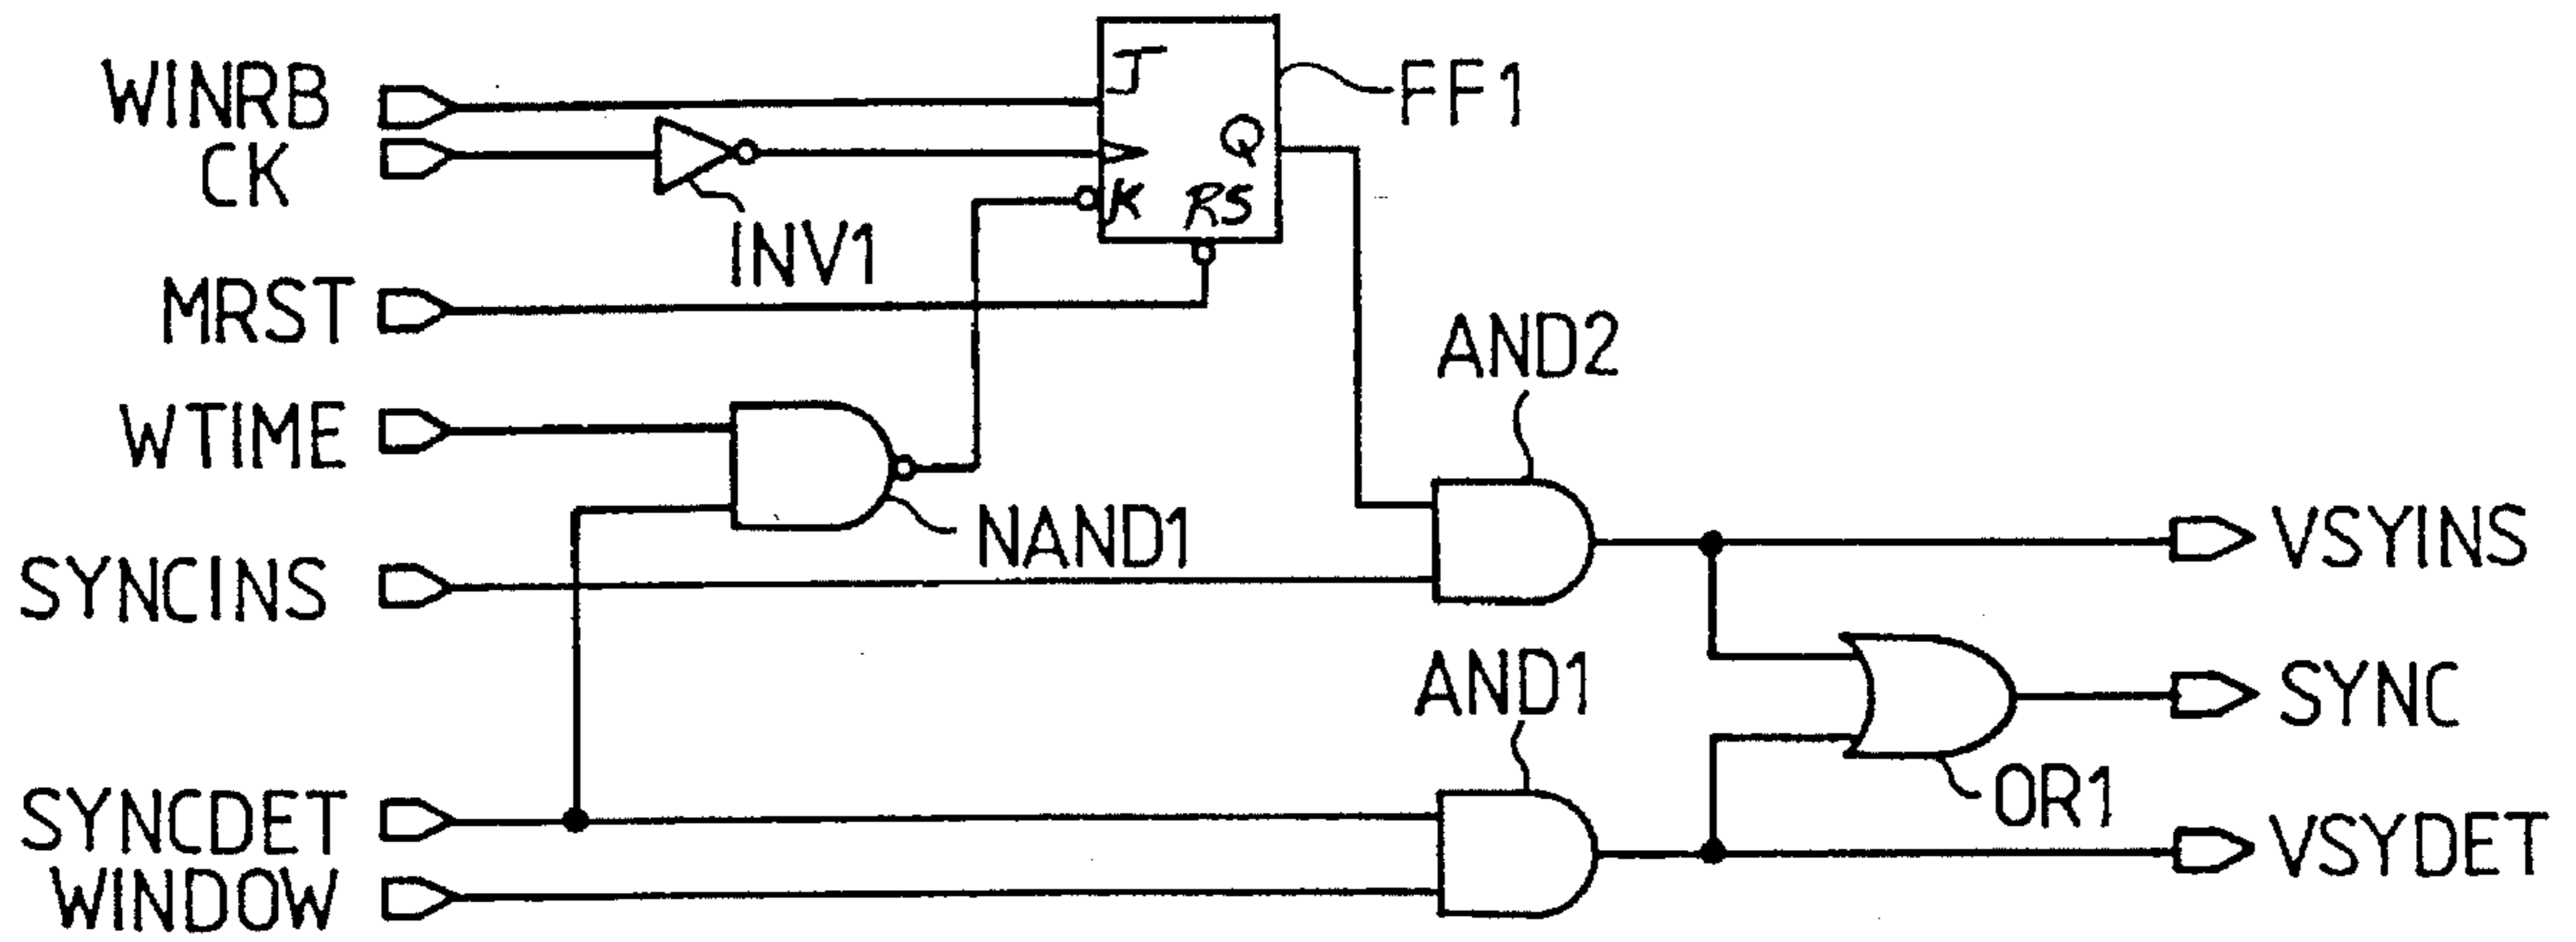 WINRB
CK
INV1
J
K
Q
RS
FF1
MRST
WTIME
NAND1
AND2
SYNCINS
VSYINS
AND1
SYNC
OR1
SYNCDET
WINDOW
VSYDET